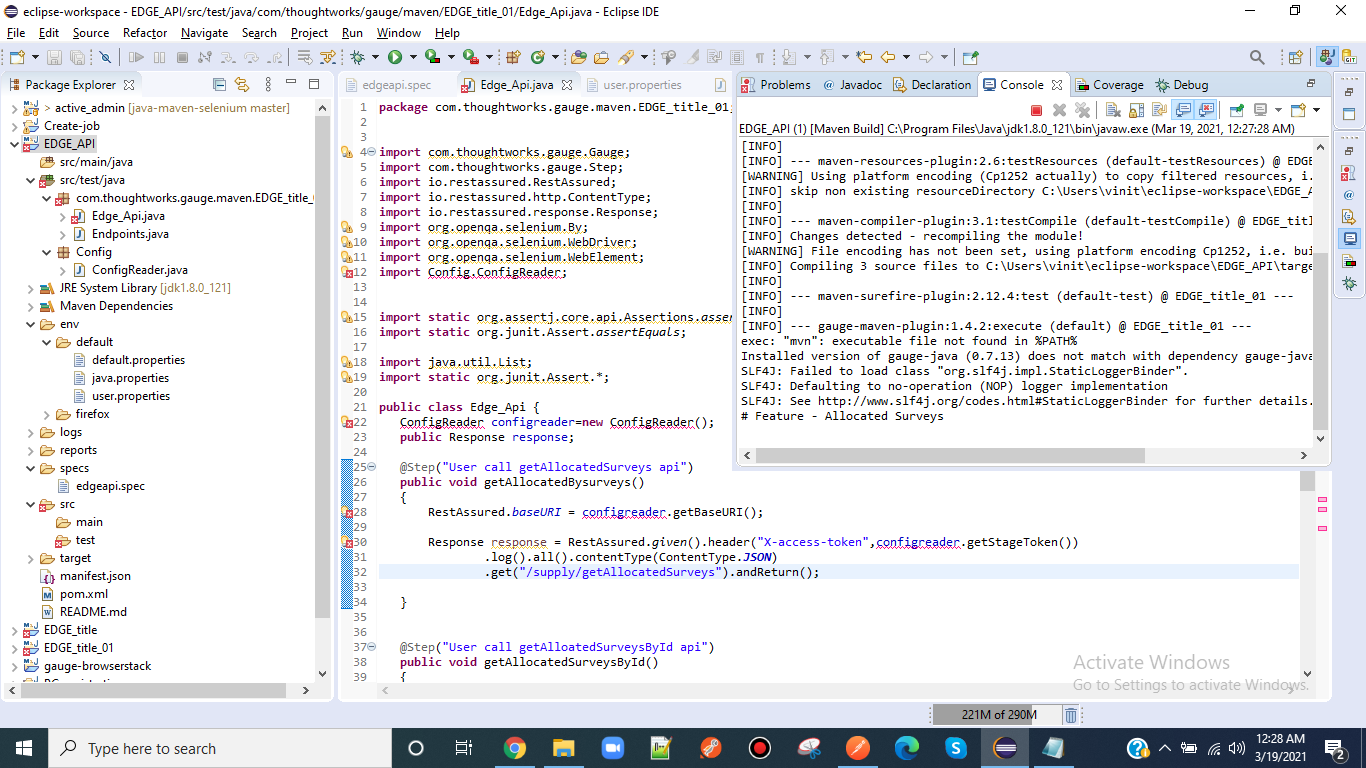 eclipse-workspace - EDGE_API/src/test/java/com/thoughtworks/gauge/maven/EDGE_title_01/Edge_Api.java - Eclipse IDE
File Edit Source Refactor Navigate Search Project Run Window Help
Package Explorer
> active_admin [java-maven-selenium master]
Create-job
EDGE_API
src/main/java
src/test/java
com.thoughtworks.gauge.maven.EDGE_title_
Edge_Api.java
Endpoints.java
Config
ConfigReader.java
JRE System Library [jdk1.8.0_121]
Maven Dependencies
env
default
default.properties
java.properties
user.properties
firefox
logs
reports
specs
edgeapi.spec
src
main
test
target
manifest.json
pom.xml
README.md
EDGE_title
EDGE_title_01
gauge-browserstack
edgeapi.spec Edge_Api.java user.properties
1 package com.thoughtworks.gauge.maven.EDGE_title_01;
2
3
4 import com.thoughtworks.gauge.Gauge;
5 import com.thoughtworks.gauge.Step;
6 import io.restassured.RestAssured;
7 import io.restassured.http.ContentType;
8 import io.restassured.response.Response;
9 import org.openqa.selenium.By;
10 import org.openqa.selenium.WebDriver;
11 import org.openqa.selenium.WebElement;
12 import Config.ConfigReader;
13
14
15 import static org.assertj.core.api.Assertions.asser
16 import static org.junit.Assert.assertEquals;
17
18 import java.util.List;
19 import static org.junit.Assert.*;
20
21 public class Edge_Api {
22 ConfigReader configreader=new ConfigReader();
23 public Response response;
24
25 @Step("User call getAllocatedSurveys api")
26 public void getAllocatedBysurveys()
27 {
28 RestAssured.baseURI = configreader.getBaseURI();
29
30 Response response = RestAssured.given().header("X-access-token",configreader.getStageToken())
31 .log().all().contentType(ContentType.JSON)
32 .get("/supply/getAllocatedSurveys").andReturn();
33
34 }
35
36
37 @Step("User call getAlloatedSurveysById api")
38 public void getAllocatedSurveysById()
39 {
Problems @ Javadoc Declaration Console Coverage Debug
EDGE_API (1) [Maven Build] C:\Program Files\Java\jdk1.8.0_121\bin\javaw.exe (Mar 19, 2021, 12:27:28 AM)
[INFO]
[INFO] --- maven-resources-plugin:2.6:testResources (default-testResources) @ EDGE
[WARNING] Using platform encoding (Cp1252 actually) to copy filtered resources, i.
[INFO] skip non existing resourceDirectory C:\Users\vinit\eclipse-workspace\EDGE_A
[INFO]
[INFO] --- maven-compiler-plugin:3.1:testCompile (default-testCompile) @ EDGE_titl
[INFO] Changes detected - recompiling the module!
[WARNING] File encoding has not been set, using platform encoding Cp1252, i.e. bui
[INFO] Compiling 3 source files to C:\Users\vinit\eclipse-workspace\EDGE_API\targe
[INFO]
[INFO] --- maven-surefire-plugin:2.12.4:test (default-test) @ EDGE_title_01 ---
[INFO]
[INFO] --- gauge-maven-plugin:1.4.2:execute (default) @ EDGE_title_01 ---
exec: "mvn": executable file not found in %PATH%
Installed version of gauge-java (0.7.13) does not match with dependency gauge-java
SLF4J: Failed to load class "org.slf4j.impl.StaticLoggerBinder".
SLF4J: Defaulting to no-operation (NOP) logger implementation
SLF4J: See http://www.slf4j.org/codes.html#StaticLoggerBinder for further details.
# Feature - Allocated Surveys
Activate Windows
Go to Settings to activate Windows.
221M of 290M
Type here to search
12:28 AM
3/19/2021
2